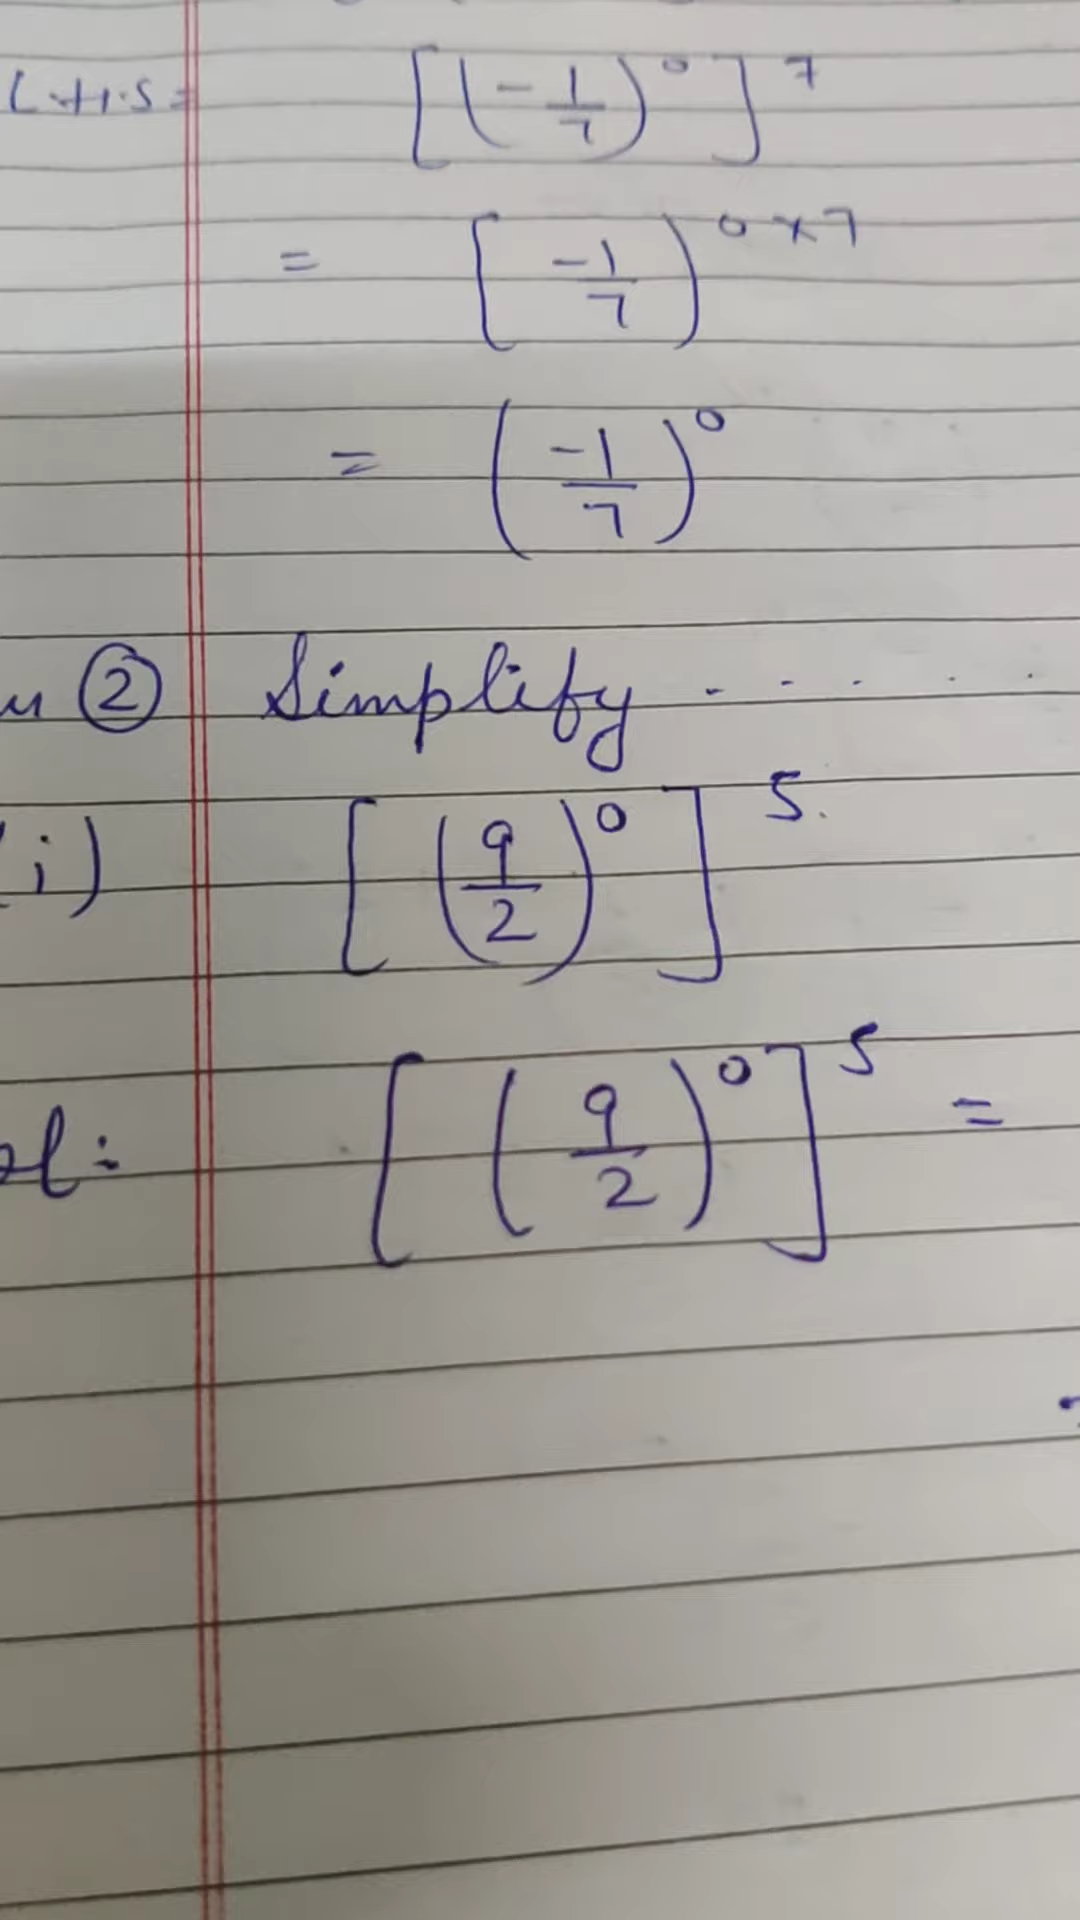 L.H.S = [(-1/7)^0]^7
= [-1/7)^0×7
= (-1/7)^0
② Simplify . . . . .
i) [(9/2)^0]^5.
[(9/2)^0]^5 =